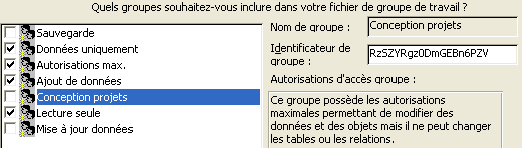 Quels groupes souhaitez-vous inclure dans votre fichier de groupe de travail ?
Sauvegarde
Données uniquement
Autorisations max.
Ajout de données
Conception projets
Lecture seule
Mise à jour données
Nom de groupe :
Conception projets
Identificateur de
groupe :
RzSZYRgz0DmGEBn6PZV
Autorisations d'accès groupe :
Ce groupe possède les autorisations
maximales permettant de modifier des
données et des objets mais il ne peut changer
les tables ou les relations.